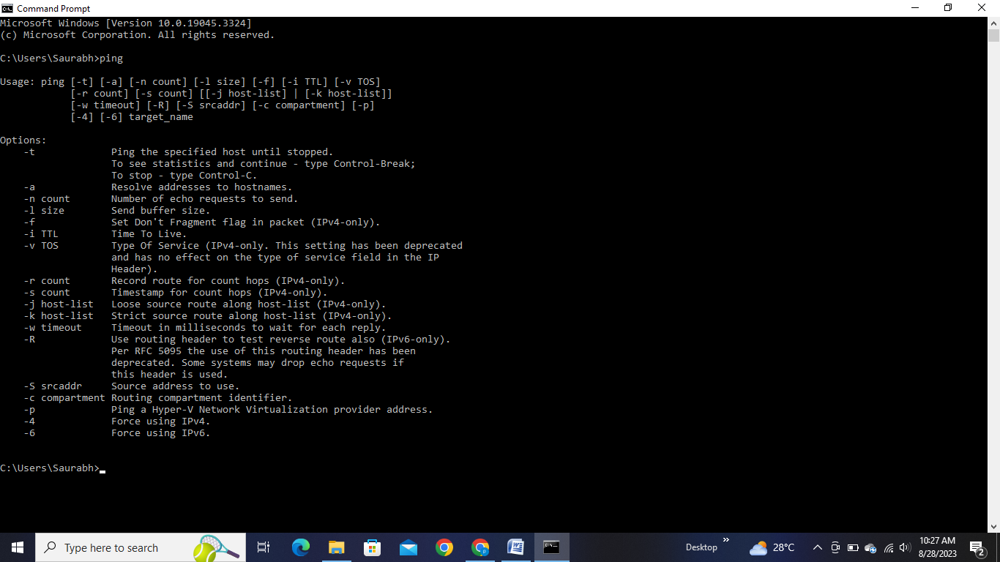 Command Prompt
Microsoft Windows [Version 10.0.19045.3324]
(c) Microsoft Corporation. All rights reserved.
C:\Users\Saurabh>ping
Usage: ping [-t] [-a] [-n count] [-l size] [-f] [-i TTL] [-v TOS]
            [-r count] [-s count] [[-j host-list] | [-k host-list]]
            [-w timeout] [-R] [-S srcaddr] [-c compartment] [-p]
            [-4] [-6] target_name
Options:
    -t             Ping the specified host until stopped.
                   To see statistics and continue - type Control-Break;
                   To stop - type Control-C.
    -a             Resolve addresses to hostnames.
    -n count       Number of echo requests to send.
    -l size        Send buffer size.
    -f             Set Don't Fragment flag in packet (IPv4-only).
    -i TTL         Time To Live.
    -v TOS         Type Of Service (IPv4-only. This setting has been deprecated
                   and has no effect on the type of service field in the IP
                   Header).
    -r count       Record route for count hops (IPv4-only).
    -s count       Timestamp for count hops (IPv4-only).
    -j host-list   Loose source route along host-list (IPv4-only).
    -k host-list   Strict source route along host-list (IPv4-only).
    -w timeout     Timeout in milliseconds to wait for each reply.
    -R             Use routing header to test reverse route also (IPv6-only).
                   Per RFC 5095 the use of this routing header has been
                   deprecated. Some systems may drop echo requests if
                   this header is used.
    -S srcaddr     Source address to use.
    -c compartment Routing compartment identifier.
    -p             Ping a Hyper-V Network Virtualization provider address.
    -4             Force using IPv4.
    -6             Force using IPv6.
C:\Users\Saurabh>
Type here to search
Desktop
28°C
10:27 AM
8/28/2023
2